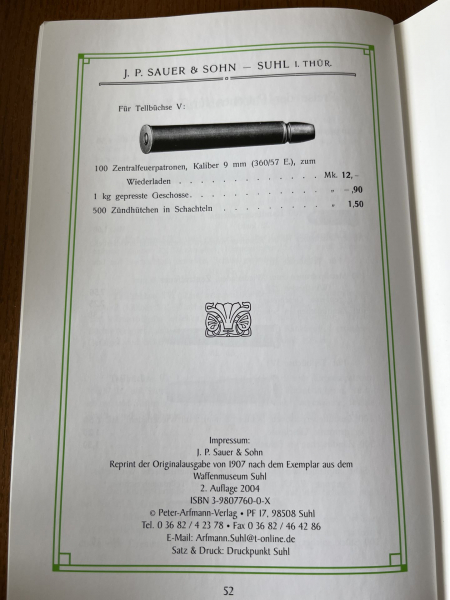 J. P. SAUER & SOHN — SUHL I. THÜR.
Für Tellbüchse V:
100 Zentralfeuerpatronen, Kaliber 9 mm (360/57 E.), zum
Wiederladen . . . . . . . . . . . . . Mk. 12,–
1 kg gepresste Geschosse . . . . . . . . . . . . „ –,90
500 Zündhütchen in Schachteln . . . . . . . . . . „ 1,50
Impressum:
J. P. Sauer & Sohn
Reprint der Originalausgabe von 1907 nach dem Exemplar aus dem
Waffenmuseum Suhl
2. Auflage 2004
ISBN 3-9807760-0-X
© Peter-Arfmann-Verlag • PF 17, 98508 Suhl
Tel. 0 36 82 / 4 23 78 • Fax 0 36 82 / 46 42 86
E-Mail: Arfmann.Suhl@t-online.de
Satz & Druck: Druckpunkt Suhl
52